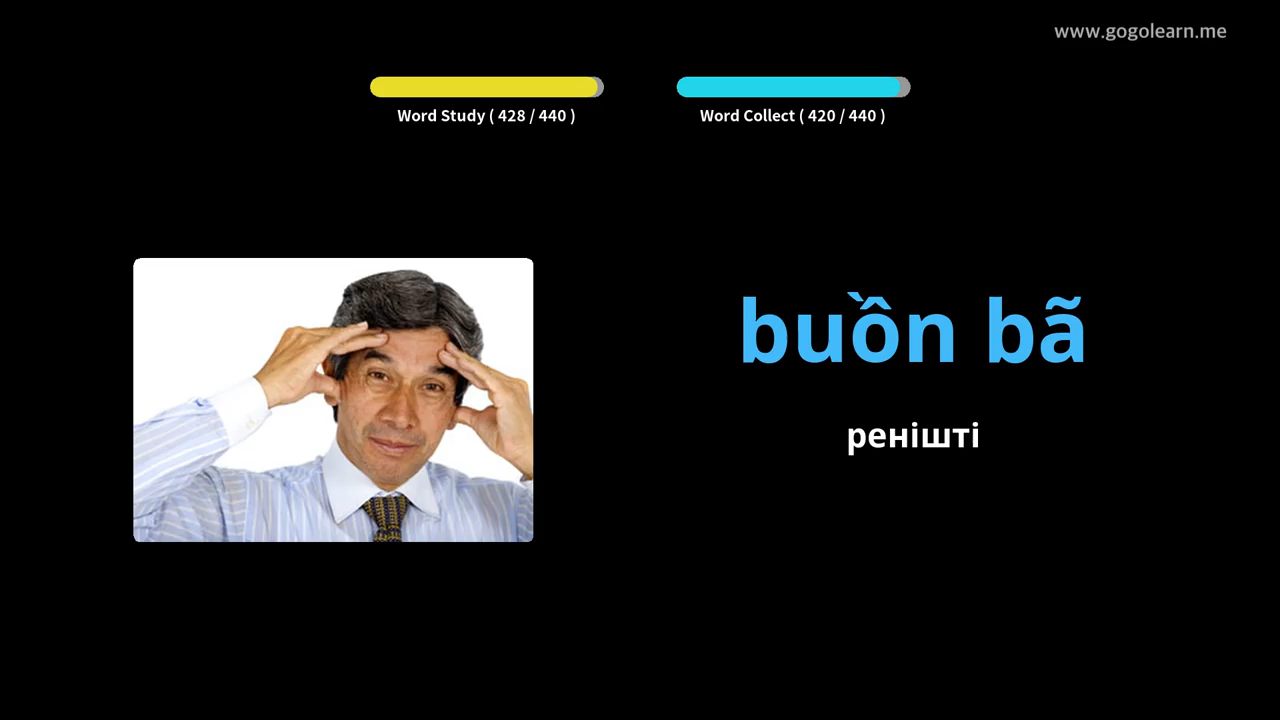 www.gogolearn.me
Word Study ( 428 / 440 )
Word Collect ( 420 / 440 )
buồn bã
ренішті